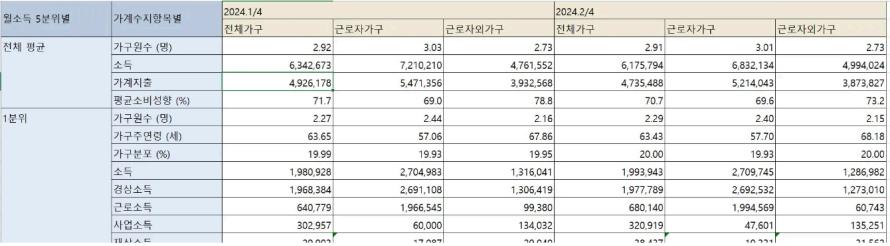 월소득 5분위별 가계수지항목별 2024.1/4 2024.2/4
전체가구 근로자가구 근로자외가구 전체가구 근로자가구 근로자외가구
전체 평균 가구원수 (명) 2.92 3.03 2.73 2.91 3.01 2.73
소득 6,342,673 7,210,210 4,761,552 6,175,794 6,832,134 4,994,024
가계지출 4,926,178 5,471,356 3,932,568 4,735,488 5,214,043 3,873,827
평균소비성향 (%) 71.7 69.0 78.8 70.7 69.6 73.2
1분위 가구원수 (명) 2.27 2.44 2.16 2.29 2.40 2.15
가구주연령 (세) 63.65 57.06 67.86 63.43 57.70 68.18
가구분포 (%) 19.99 19.93 19.95 20.00 19.93 20.00
소득 1,980,928 2,704,983 1,316,041 1,993,943 2,709,745 1,286,982
경상소득 1,968,384 2,691,108 1,306,419 1,977,789 2,692,532 1,273,010
근로소득 640,779 1,966,545 99,380 680,140 1,994,569 60,743
사업소득 302,957 60,000 134,032 320,919 47,601 135,251
재산소득